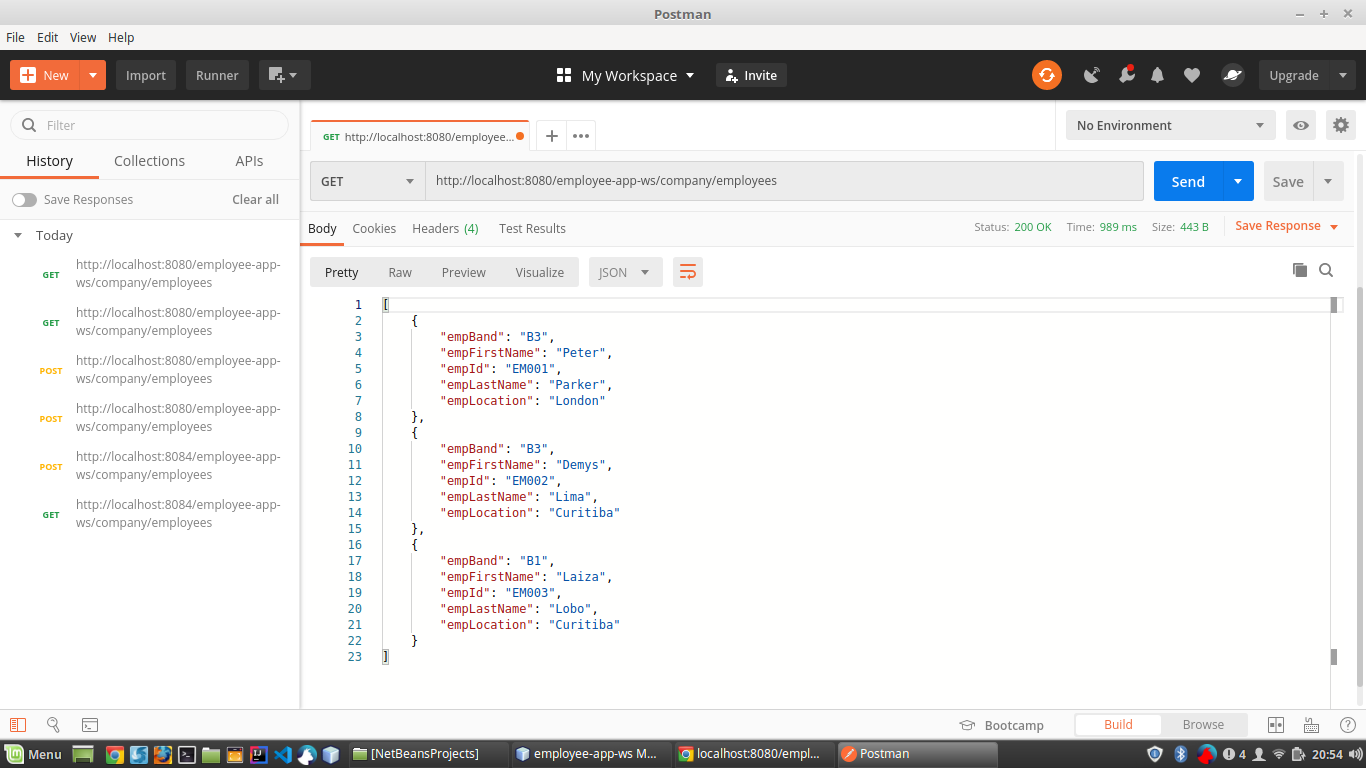 Postman
File Edit View Help
New Import Runner My Workspace Invite Upgrade
Filter
History Collections APIs
Save Responses Clear all
Today
GET http://localhost:8080/employee-app-
ws/company/employees
GET http://localhost:8080/employee-app-
ws/company/employees
POST http://localhost:8080/employee-app-
ws/company/employees
POST http://localhost:8080/employee-app-
ws/company/employees
POST http://localhost:8084/employee-app-
ws/company/employees
GET http://localhost:8084/employee-app-
ws/company/employees
GET http://localhost:8080/employee... No Environment
GET http://localhost:8080/employee-app-ws/company/employees Send Save
Body Cookies Headers (4) Test Results Status: 200 OK Time: 989 ms Size: 443 B Save Response
Pretty Raw Preview Visualize JSON
1 [
2 {
3 "empBand": "B3",
4 "empFirstName": "Peter",
5 "empId": "EM001",
6 "empLastName": "Parker",
7 "empLocation": "London"
8 },
9 {
10 "empBand": "B3",
11 "empFirstName": "Demys",
12 "empId": "EM002",
13 "empLastName": "Lima",
14 "empLocation": "Curitiba"
15 },
16 {
17 "empBand": "B1",
18 "empFirstName": "Laiza",
19 "empId": "EM003",
20 "empLastName": "Lobo",
21 "empLocation": "Curitiba"
22 }
23 ]
Bootcamp Build Browse
Menu [NetBeansProjects] employee-app-ws M... localhost:8080/empl... Postman 4 20:54